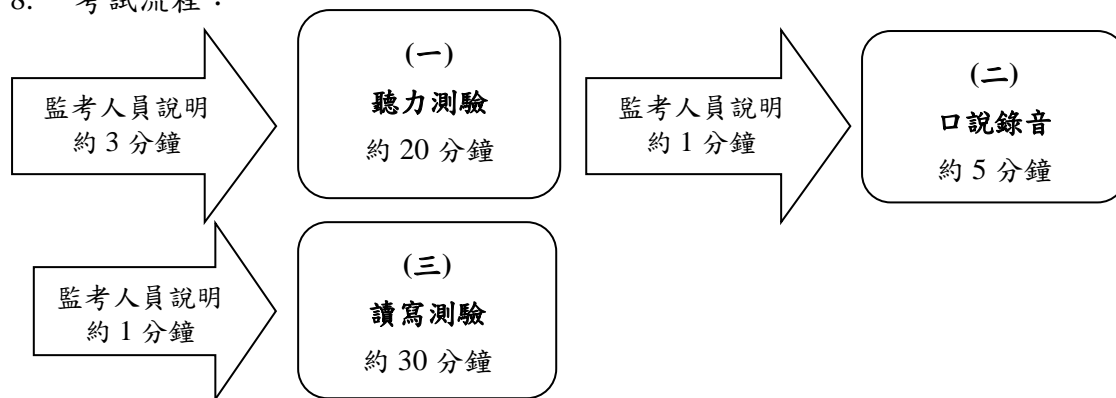 8. 考試流程：
監考人員說明
約 3 分鐘
(一)
聽力測驗
約 20 分鐘
監考人員說明
約 1 分鐘
(二)
口說錄音
約 5 分鐘
監考人員說明
約 1 分鐘
(三)
讀寫測驗
約 30 分鐘